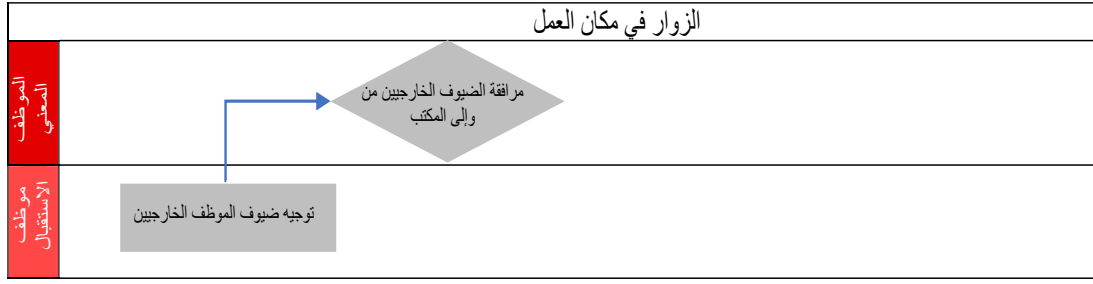 الزوار في مكان العمل
الموظف
المعني
مرافقة الضيوف الخارجيين من
وإلى المكتب
موظف
الاستقبال
توجيه ضيوف الموظف الخارجيين